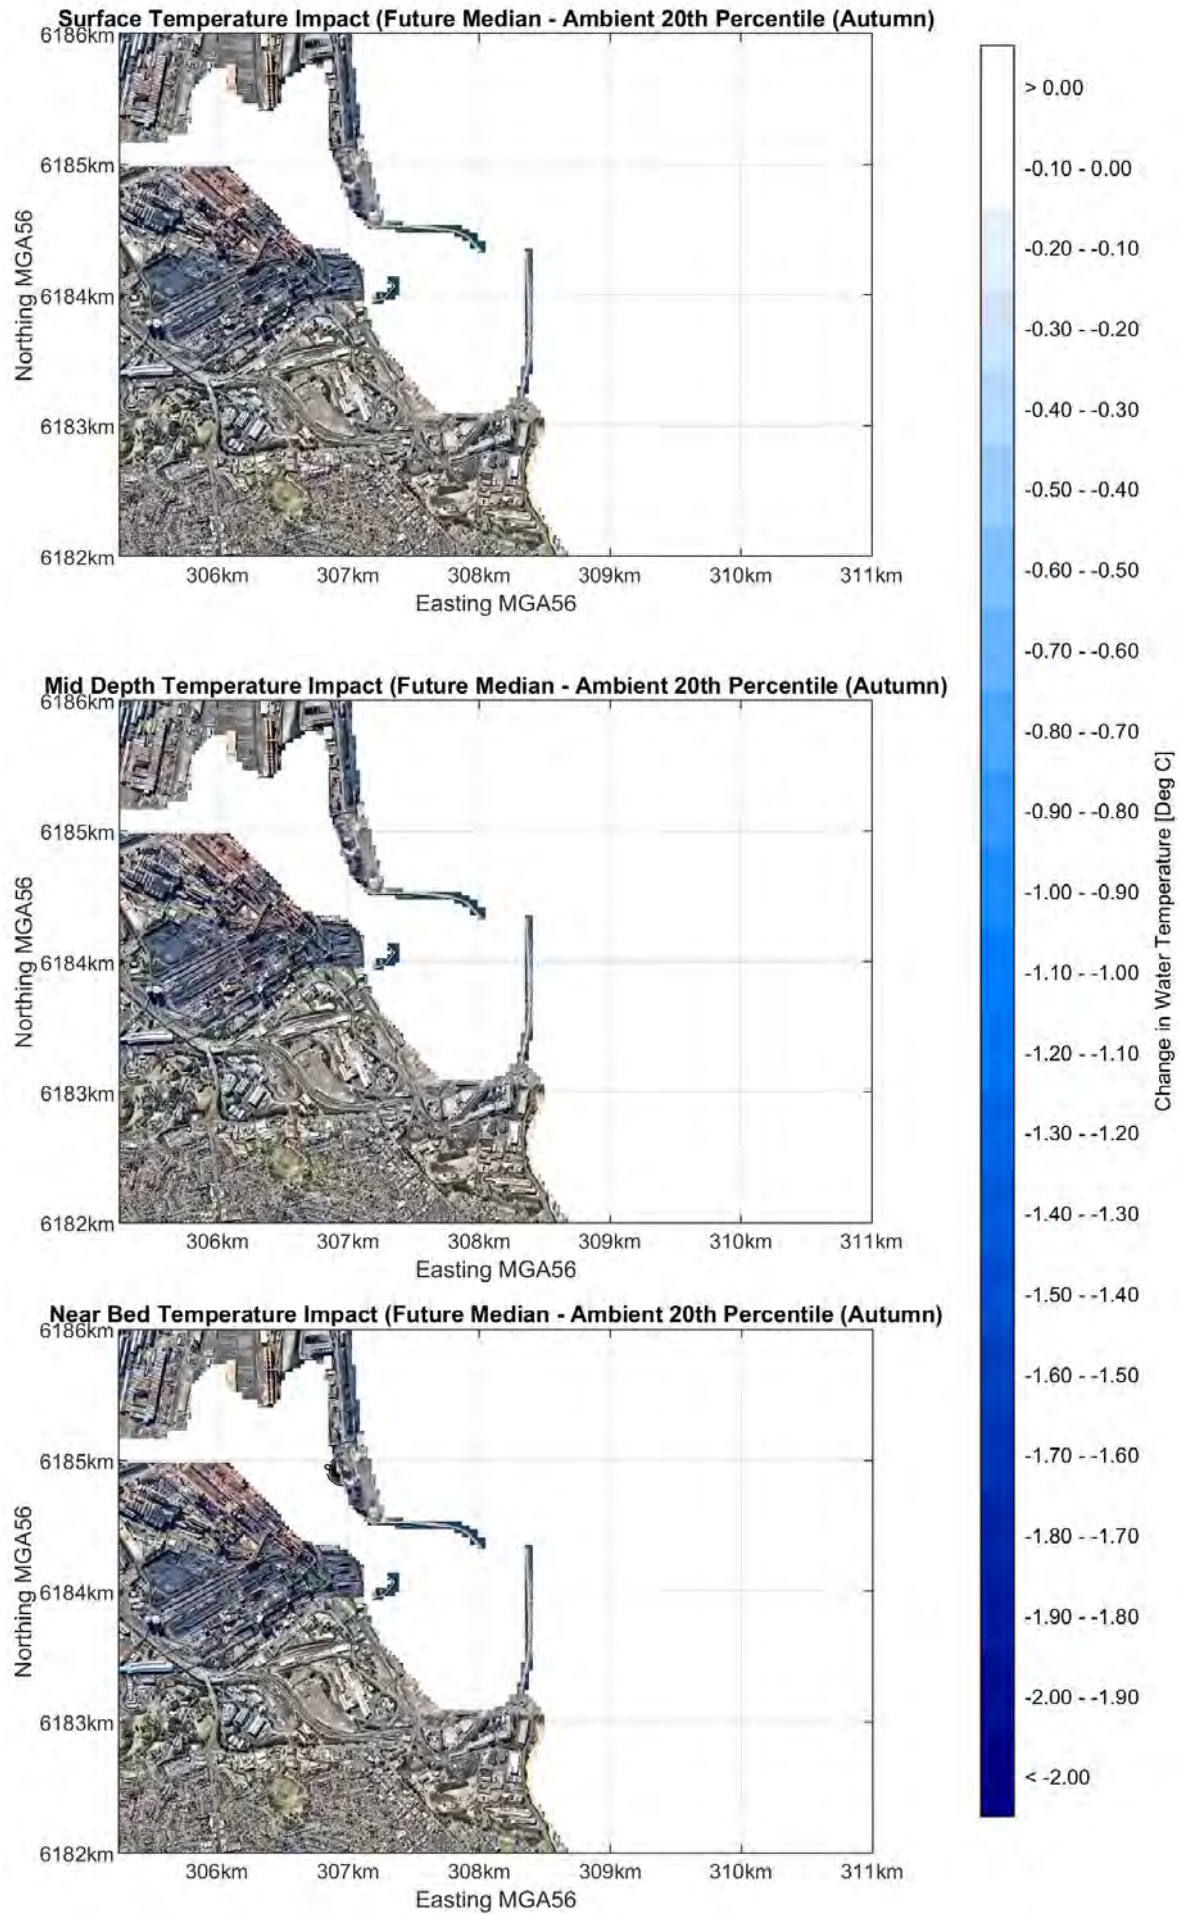 Surface Temperature Impact (Future Median - Ambient 20th Percentile (Autumn)
6186km
6185km
6184km
6183km
6182km
Northing MGA56
306km 307km 308km 309km 310km 311km
Easting MGA56
Mid Depth Temperature Impact (Future Median - Ambient 20th Percentile (Autumn)
6186km
6185km
6184km
6183km
6182km
Northing MGA56
306km 307km 308km 309km 310km 311km
Easting MGA56
Near Bed Temperature Impact (Future Median - Ambient 20th Percentile (Autumn)
6186km
6185km
6184km
6183km
6182km
Northing MGA56
306km 307km 308km 309km 310km 311km
Easting MGA56
> 0.00
-0.10 - 0.00
-0.20 - -0.10
-0.30 - -0.20
-0.40 - -0.30
-0.50 - -0.40
-0.60 - -0.50
-0.70 - -0.60
-0.80 - -0.70
-0.90 - -0.80
-1.00 - -0.90
-1.10 - -1.00
-1.20 - -1.10
-1.30 - -1.20
-1.40 - -1.30
-1.50 - -1.40
-1.60 - -1.50
-1.70 - -1.60
-1.80 - -1.70
-1.90 - -1.80
-2.00 - -1.90
< -2.00
Change in Water Temperature [Deg C]